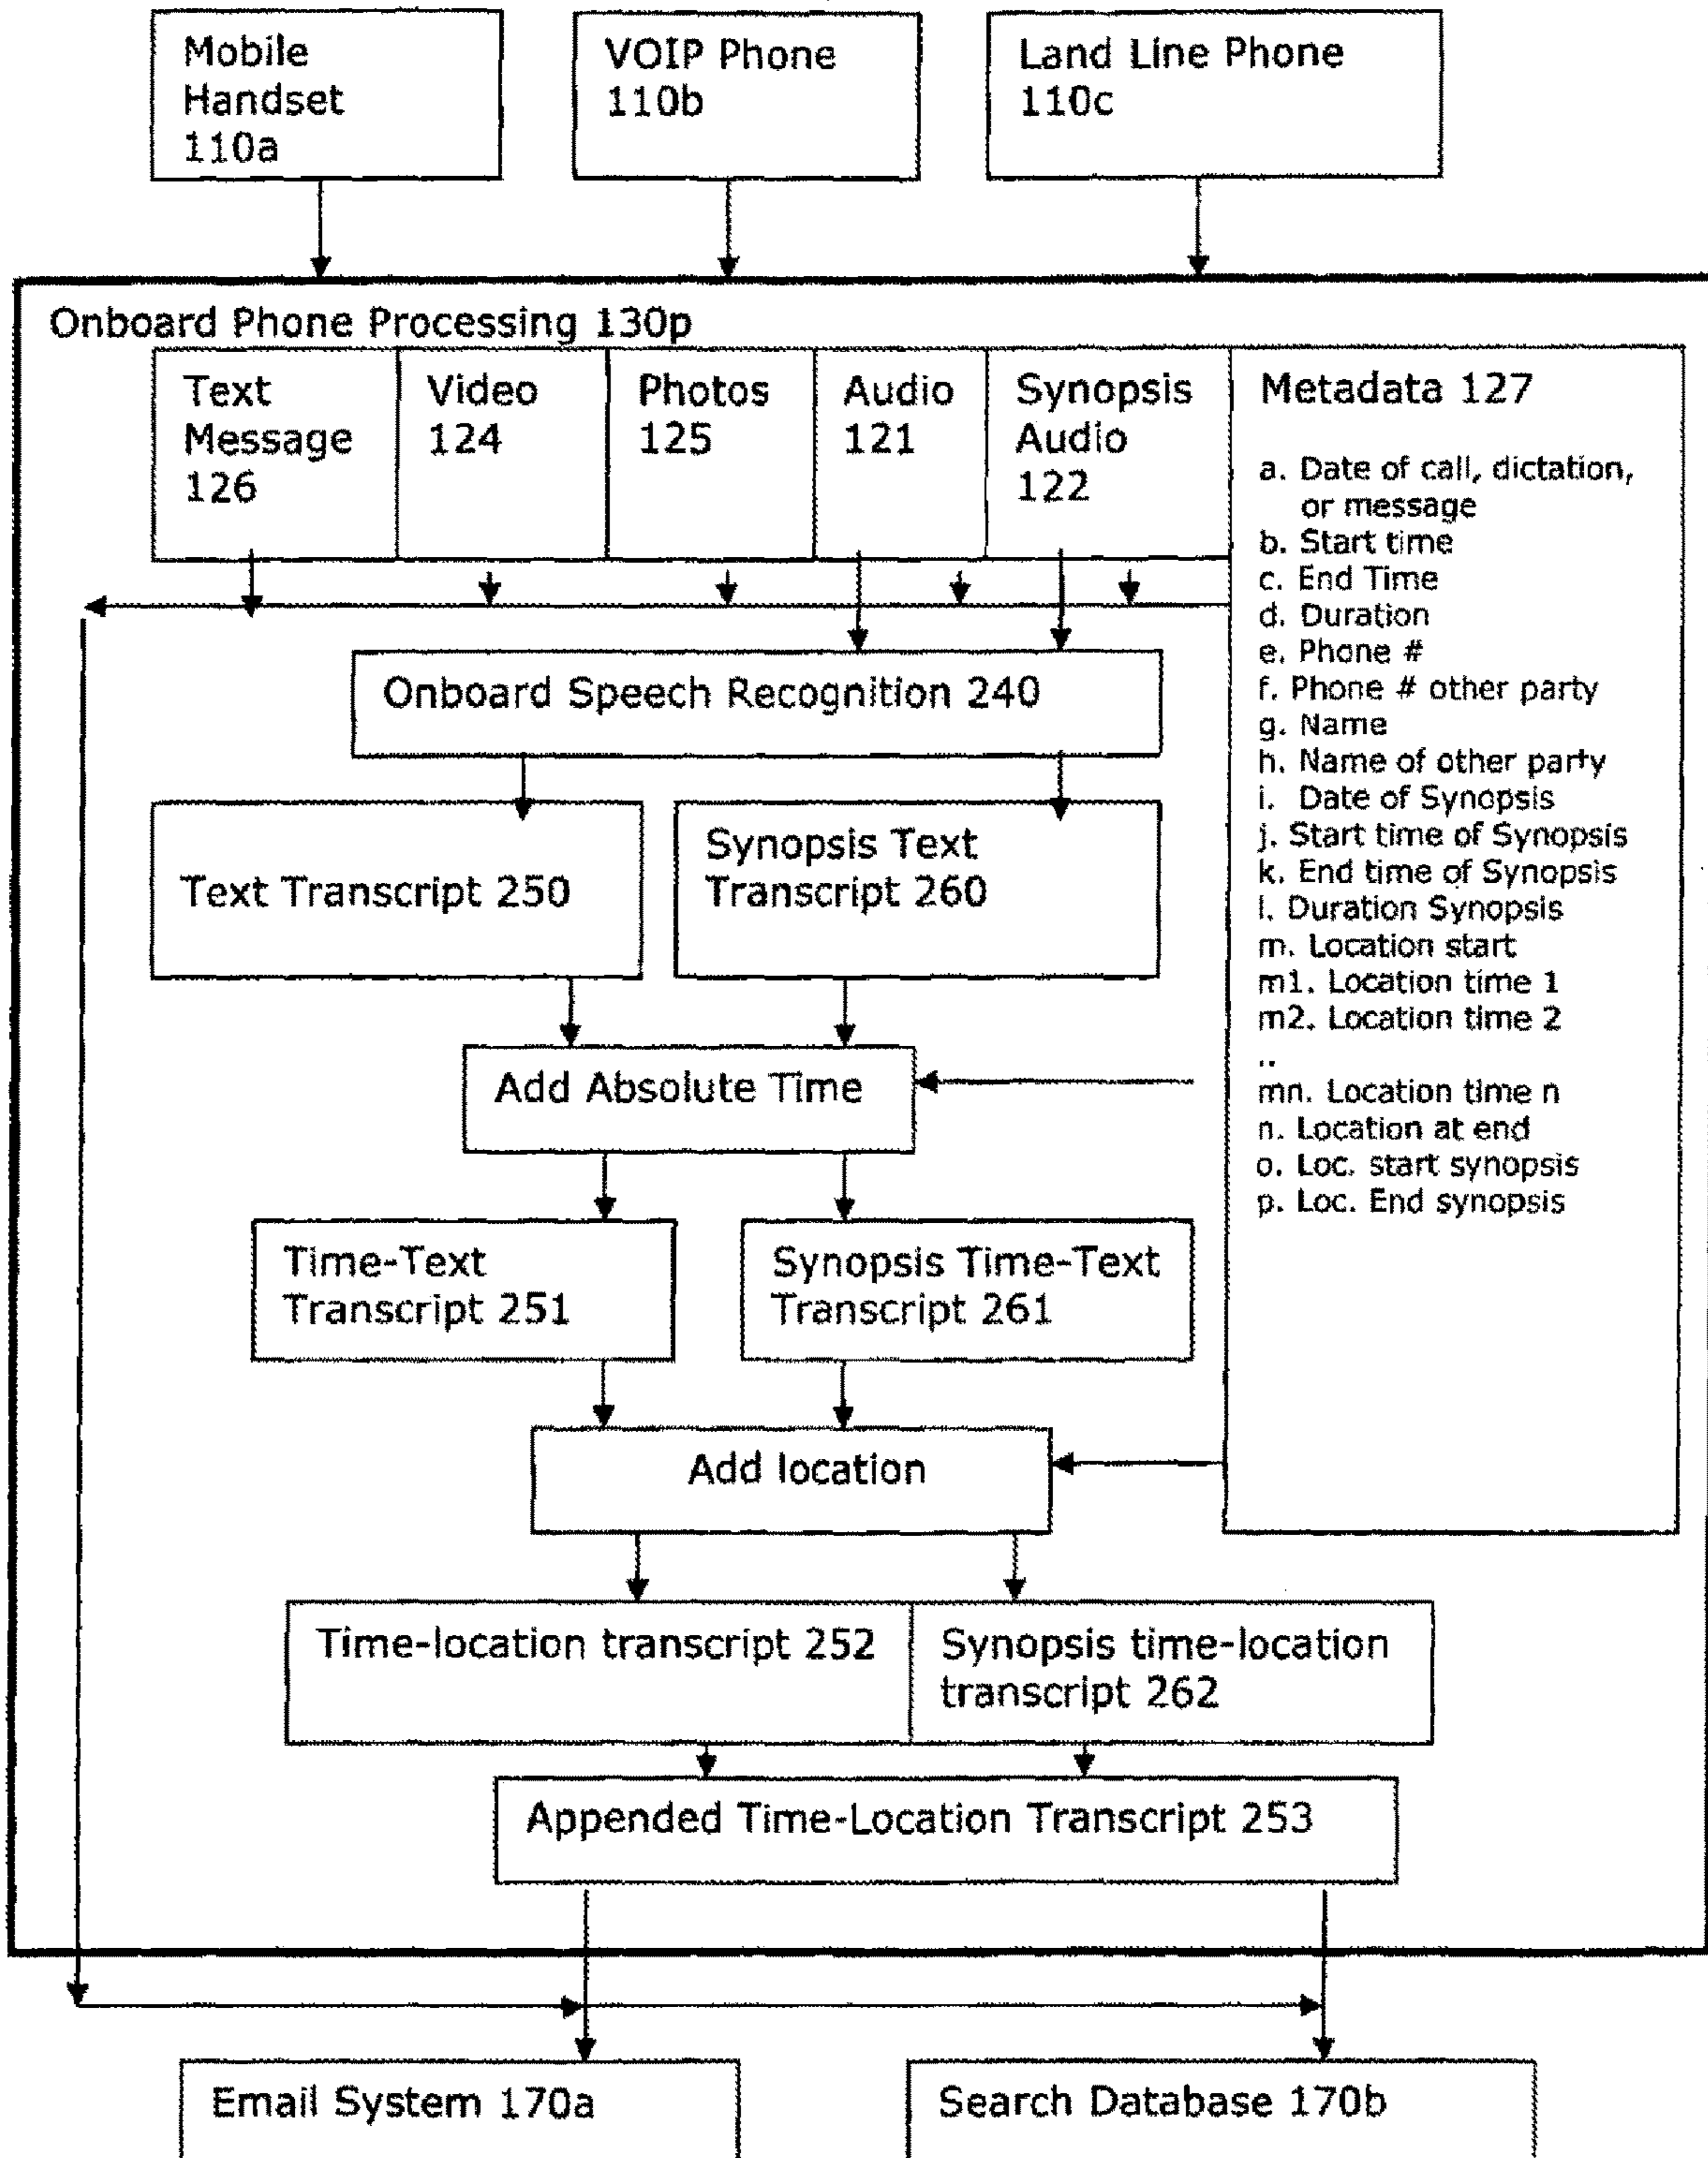 Mobile
Handset
110a
VOIP Phone
110b
Land Line Phone
110c
Onboard Phone Processing 130p
Text
Message
126
Video
124
Photos
125
Audio
121
Synopsis
Audio
122
Metadata 127
a. Date of call, dictation,
or message
b. Start time
c. End Time
d. Duration
e. Phone #
f. Phone # other party
g. Name
h. Name of other party
i. Date of Synopsis
j. Start time of Synopsis
k. End time of Synopsis
l. Duration Synopsis
m. Location start
m1. Location time 1
m2. Location time 2
..
mn. Location time n
n. Location at end
o. Loc. start synopsis
p. Loc. End synopsis
Onboard Speech Recognition 240
Text Transcript 250
Synopsis Text
Transcript 260
Add Absolute Time
Time-Text
Transcript 251
Synopsis Time-Text
Transcript 261
Add location
Time-location transcript 252
Synopsis time-location
transcript 262
Appended Time-Location Transcript 253
Email System 170a
Search Database 170b